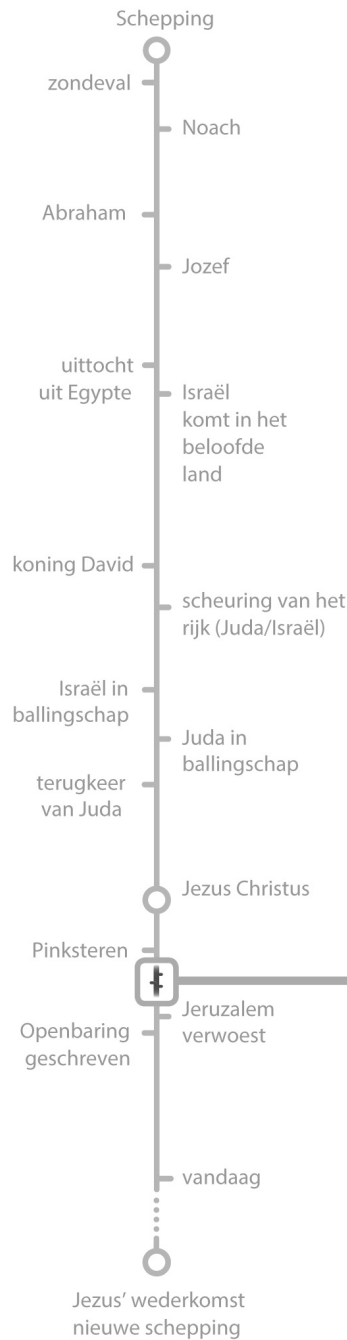 Schepping
zondeval
Noach
Abraham
Jozef
uittocht
uit Egypte
Israël
komt in het
beloofde
land
koning David
scheuring van het
rijk (Juda/Israël)
Israël in
ballingschap
Juda in
ballingschap
terugkeer
van Juda
Jezus Christus
Pinksteren
Jeruzalem
verwoest
Openbaring
geschreven
vandaag
Jezus’ wederkomst
nieuwe schepping